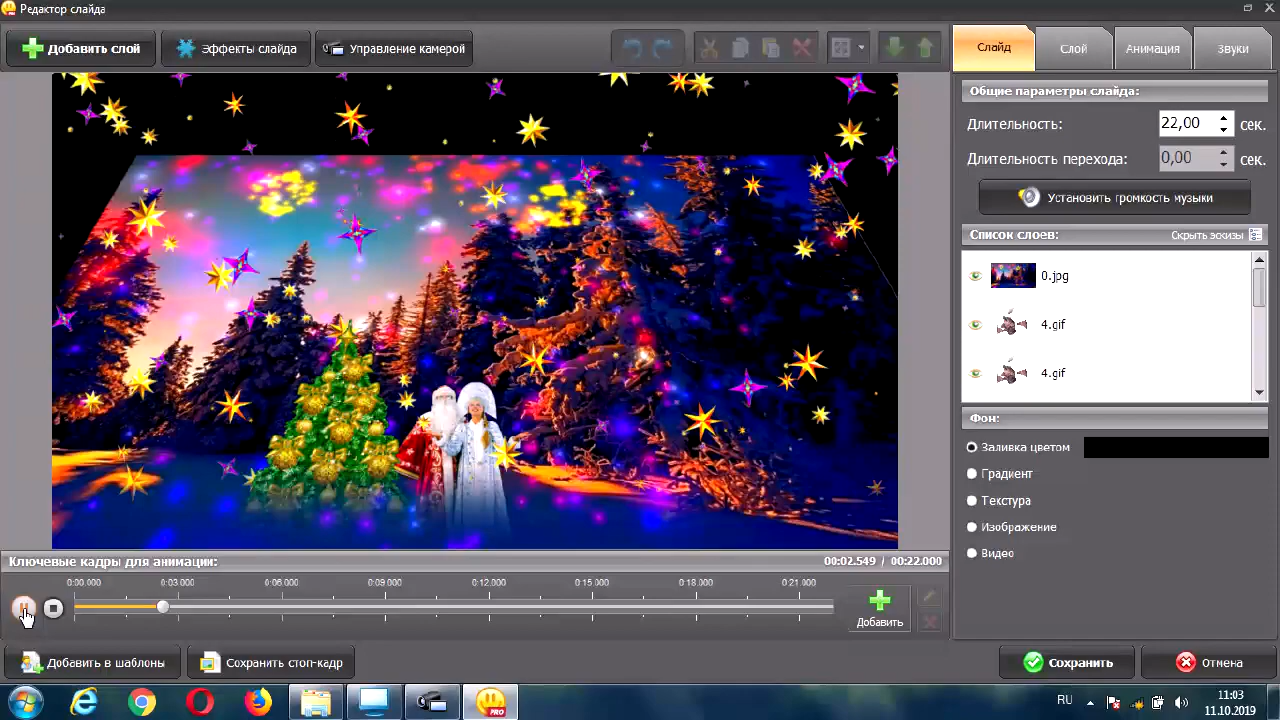 Редактор слайда
Добавить слой
Эффекты слайда
Управление камерой
Слайд
Слой
Анимация
Звуки
Общие параметры слайда:
Длительность: 22,00 сек.
Длительность перехода: 0,00 сек.
Установить громкость музыки
Список слоев: Скрыть эскизы
0.jpg
4.gif
4.gif
Фон:
Заливка цветом
Градиент
Текстура
Изображение
Видео
Ключевые кадры для анимации: 00:02.549 / 00:22.000
0:00.000 0:03.000 0:06.000 0:09.000 0:12.000 0:15.000 0:18.000 0:21.000
Добавить
Добавить в шаблоны
Сохранить стоп-кадр
Сохранить
Отмена
PRO
RU
11:03
11.10.2019